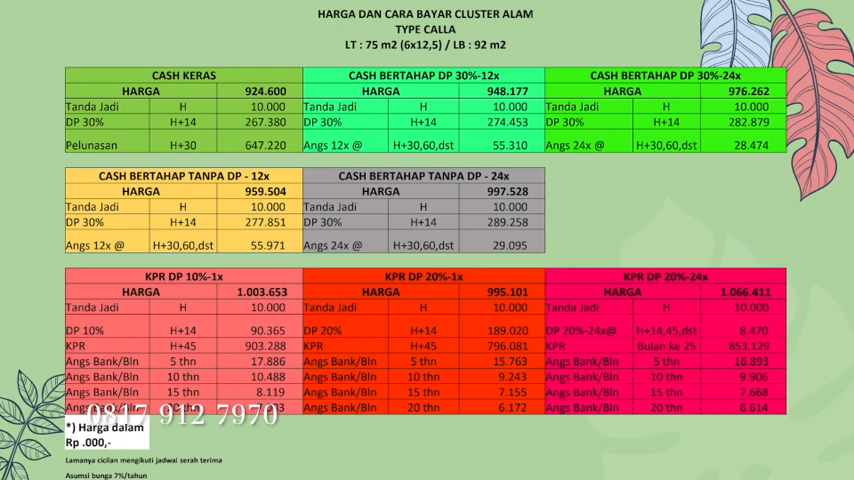 HARGA DAN CARA BAYAR CLUSTER ALAM
TYPE CALLA
LT : 75 m2 (6x12,5) / LB : 92 m2
CASH KERAS
HARGA 924.600
Tanda Jadi H 10.000
DP 30% H+14 267.380
Pelunasan H+30 647.220
CASH BERTAHAP DP 30%-12x
HARGA 948.177
Tanda Jadi H 10.000
DP 30% H+14 274.453
Angs 12x @ H+30,60,dst 55.310
CASH BERTAHAP DP 30%-24x
HARGA 976.262
Tanda Jadi H 10.000
DP 30% H+14 282.879
Angs 24x @ H+30,60,dst 28.474
CASH BERTAHAP TANPA DP - 12x
HARGA 959.504
Tanda Jadi H 10.000
DP 30% H+14 277.851
Angs 12x @ H+30,60,dst 55.971
CASH BERTAHAP TANPA DP - 24x
HARGA 997.528
Tanda Jadi H 10.000
DP 30% H+14 289.258
Angs 24x @ H+30,60,dst 29.095
KPR DP 10%-1x
HARGA 1.003.653
Tanda Jadi H 10.000
DP 10% H+14 90.365
KPR H+45 903.288
Angs Bank/Bln 5 thn 17.886
Angs Bank/Bln 10 thn 10.488
Angs Bank/Bln 15 thn 8.119
Angs Bank/Bln thn
KPR DP 20%-1x
HARGA 995.101
Tanda Jadi H 10.000
DP 20% H+14 189.020
KPR H+45 796.081
Angs Bank/Bln 5 thn 15.763
Angs Bank/Bln 10 thn 9.243
Angs Bank/Bln 15 thn 7.155
Angs Bank/Bln 20 thn 6.172
KPR DP 20%-24x
HARGA 1.066.411
Tanda Jadi H 10.000
DP 20%-24x@ H+14,45,dst 8.470
KPR Bulan ke 25 853.129
Angs Bank/Bln 5 thn 16.893
Angs Bank/Bln 10 thn 9.906
Angs Bank/Bln 15 thn 7.668
Angs Bank/Bln 20 thn 6.614
0817 912 7970
*) Harga dalam
Rp .000,-
Lamanya cicilan mengikuti jadwal serah terima
Asumsi bunga 7%/tahun